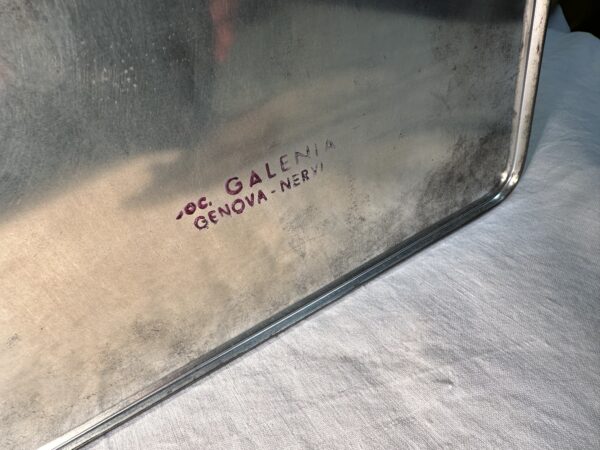 Soc. GALENIA
GENOVA - NERVI